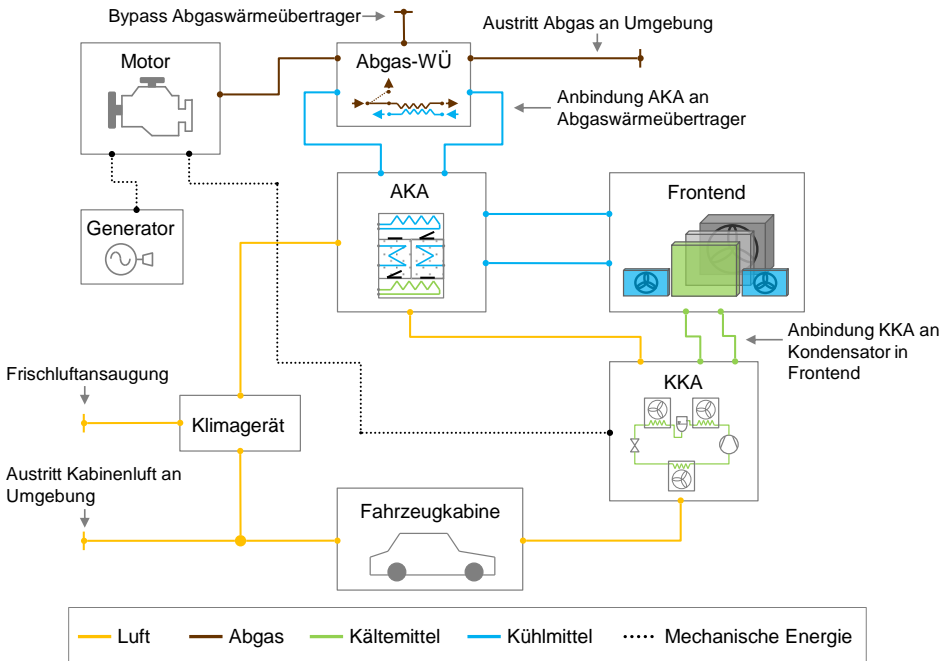 Bypass Abgaswärmeübertrager
Austritt Abgas an Umgebung
Motor
Abgas-WÜ
Anbindung AKA an
Abgaswärmeübertrager
AKA
Frontend
Generator
Anbindung KKA an
Kondensator in
Frontend
Frischluftansaugung
KKA
Klimagerät
Austritt Kabinenluft an
Umgebung
Fahrzeugkabine
Luft
Abgas
Kältemittel
Kühlmittel
Mechanische Energie